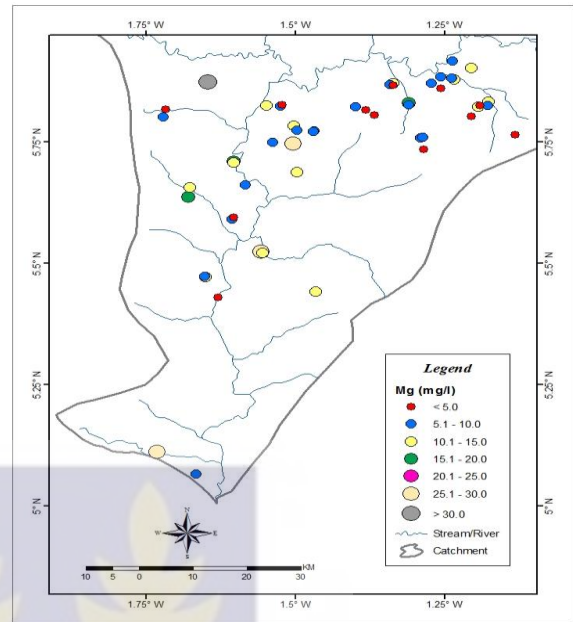 1.75° W 1.5° W 1.25° W
5.75° N 5.75° N
5.5° N 5.5° N
5.25° N 5.25° N
5° N 5° N
Legend
Mg (mg/l)
< 5.0
5.1 - 10.0
10.1 - 15.0
15.1 - 20.0
20.1 - 25.0
25.1 - 30.0
> 30.0
Stream/River
Catchment
N
W E
S
10 5 0 10 20 30 KM
1.75° W 1.5° W 1.25° W